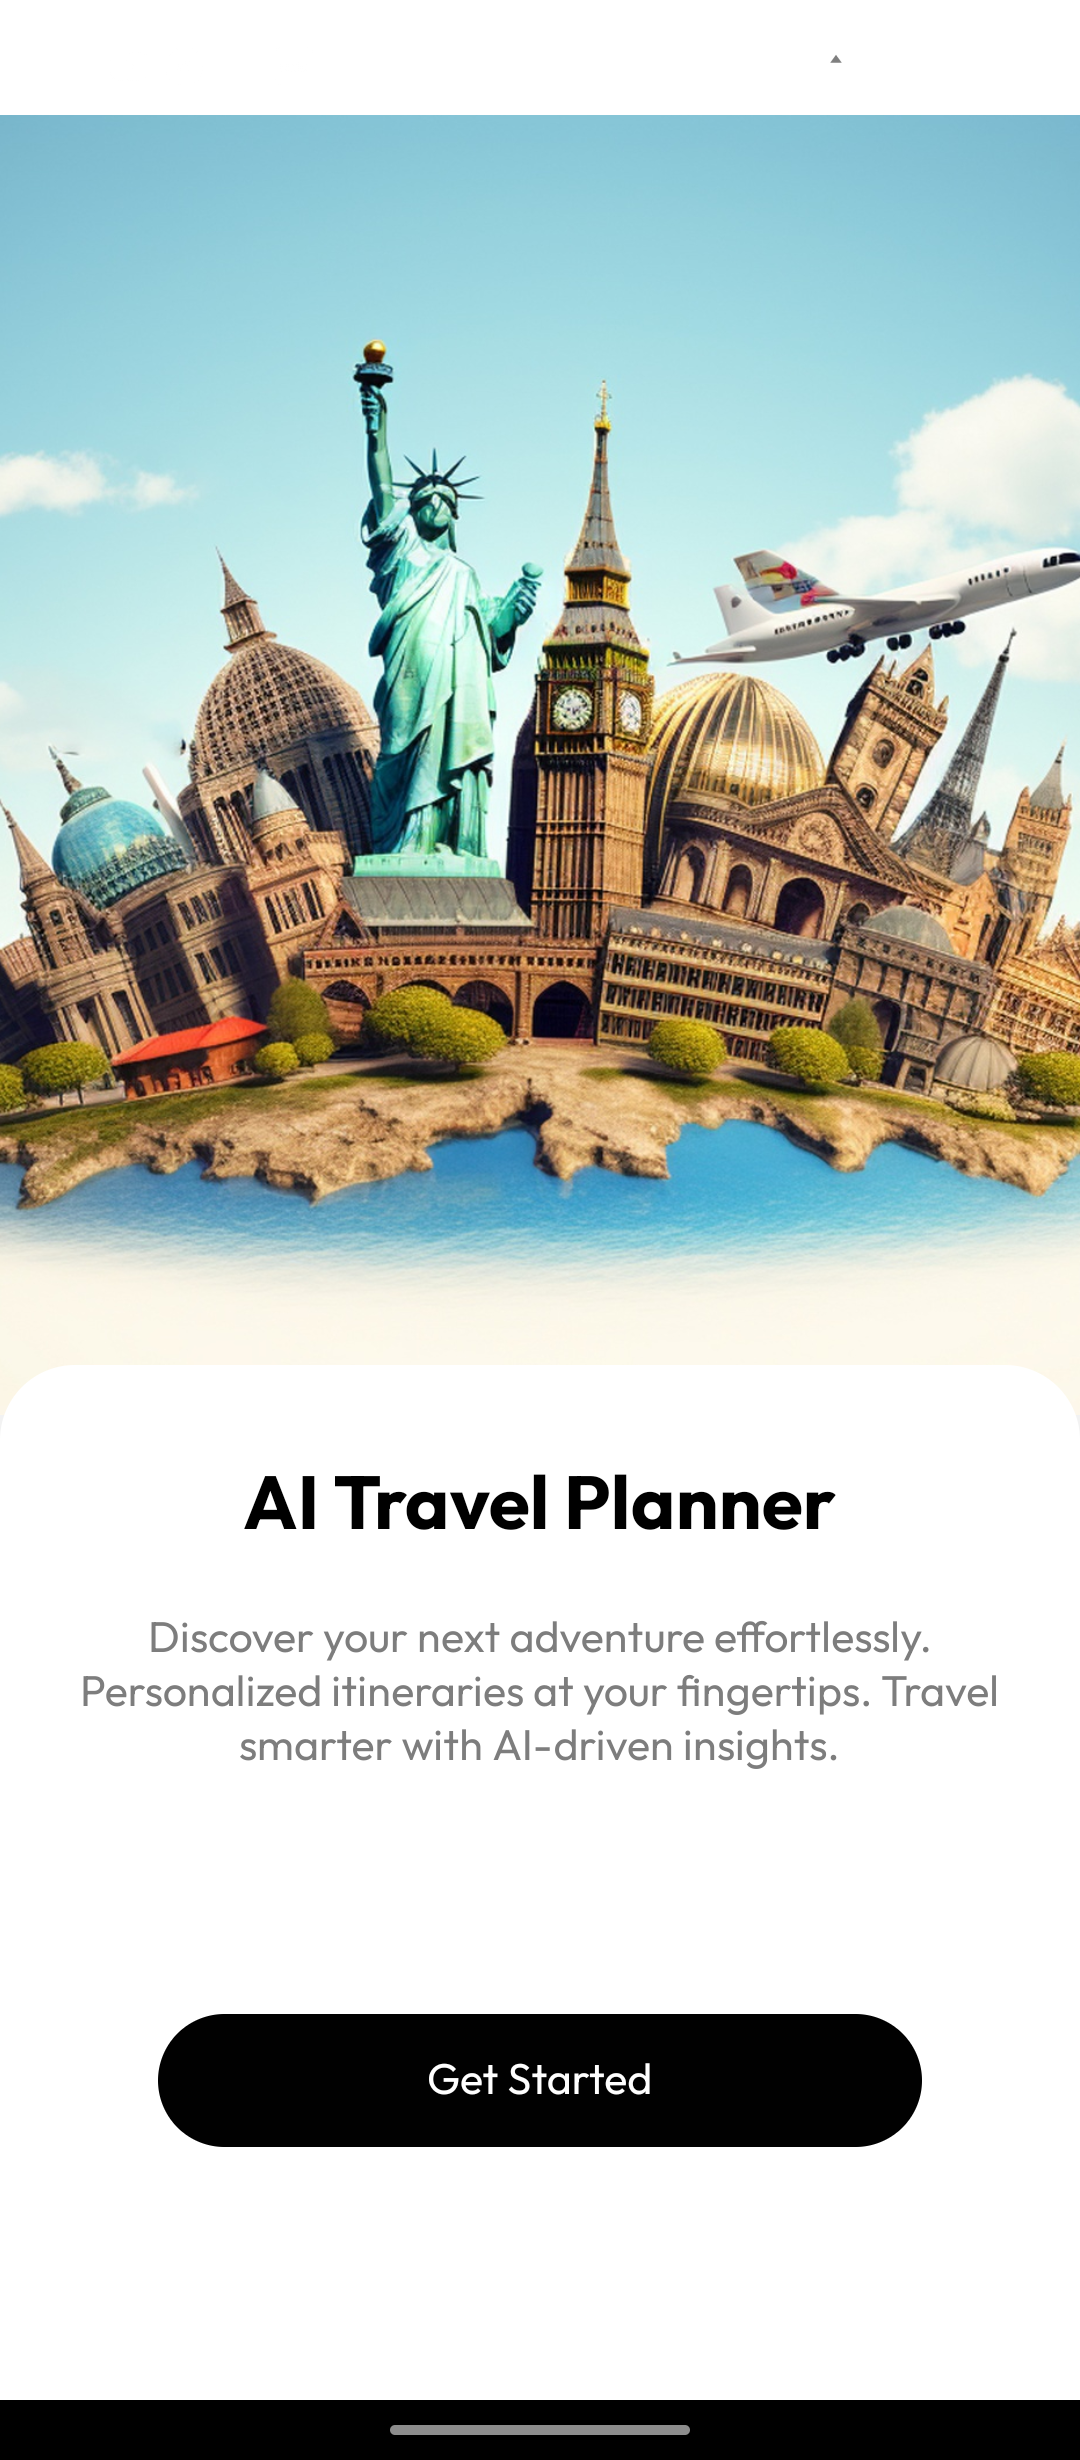 AI Travel Planner
Discover your next adventure effortlessly.
Personalized itineraries at your fingertips. Travel
smarter with AI-driven insights.
Get Started